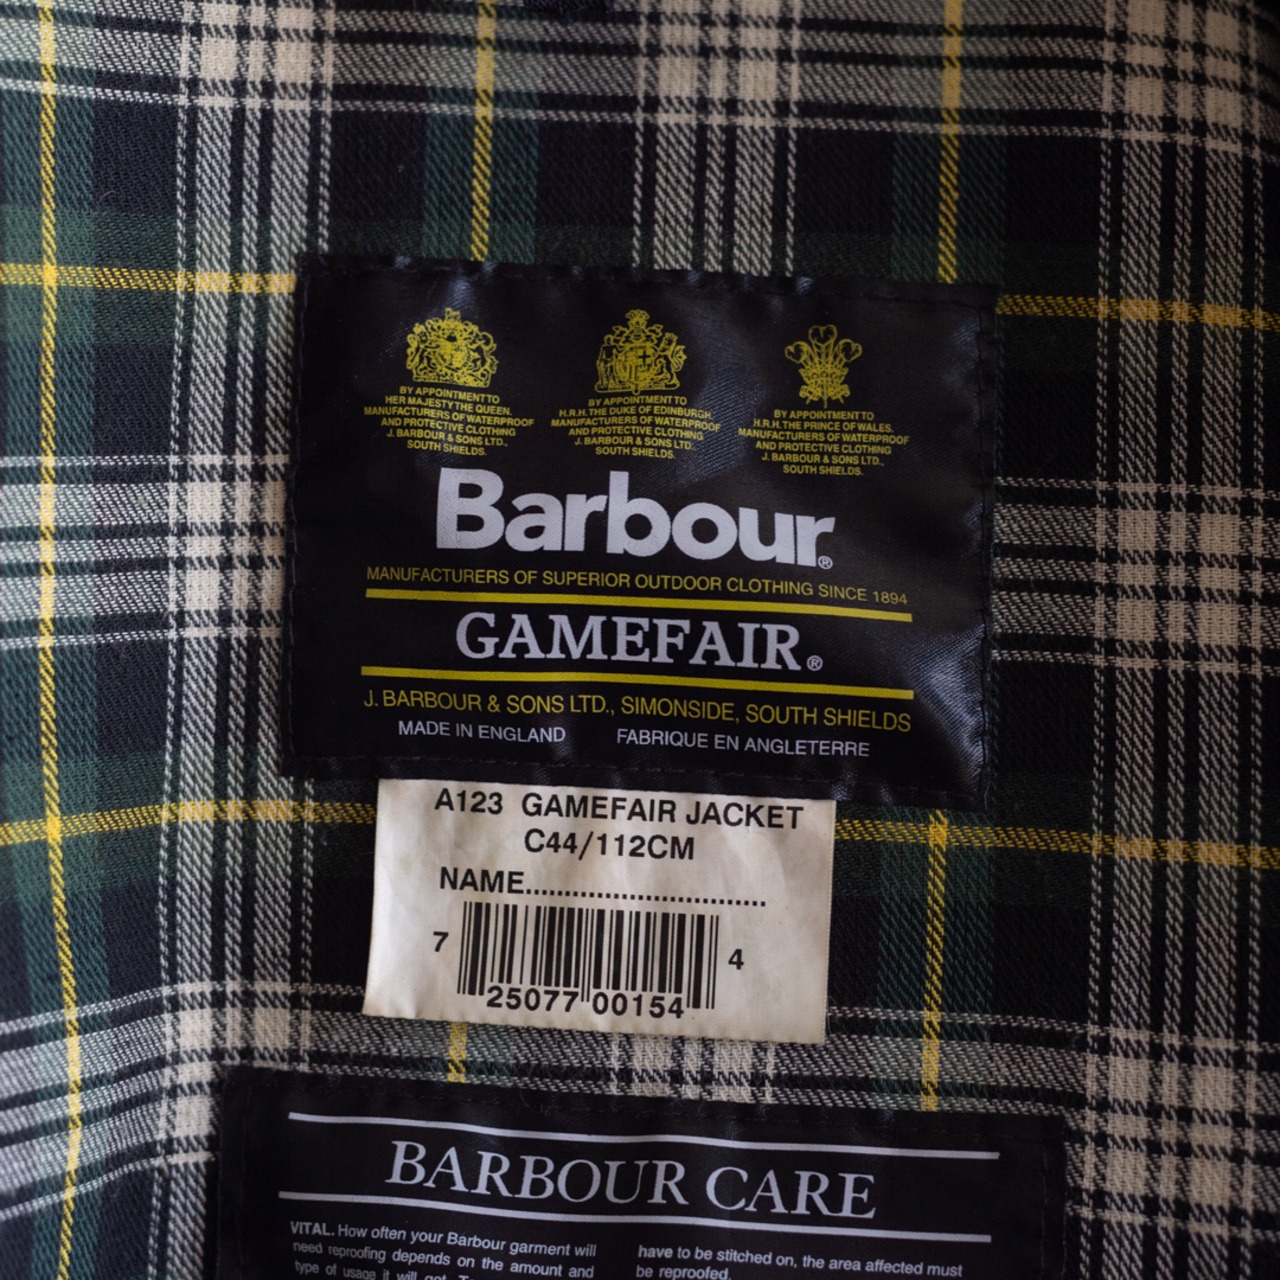 BY APPOINTMENT TO
HER MAJESTY THE QUEEN.
MANUFACTURERS OF WATERPROOF
AND PROTECTIVE CLOTHING
J. BARBOUR & SONS LTD.,
SOUTH SHIELDS.
BY APPOINTMENT TO
H.R.H. THE DUKE OF EDINBURGH.
MANUFACTURERS OF WATERPROOF
AND PROTECTIVE CLOTHING
J. BARBOUR & SONS LTD.,
SOUTH SHIELDS.
BY APPOINTMENT TO
H.R.H. THE PRINCE OF WALES.
MANUFACTURERS OF WATERPROOF
AND PROTECTIVE CLOTHING
J. BARBOUR & SONS LTD.,
SOUTH SHIELDS.
Barbour®
MANUFACTURERS OF SUPERIOR OUTDOOR CLOTHING SINCE 1894
GAMEFAIR®
J. BARBOUR & SONS LTD., SIMONSIDE, SOUTH SHIELDS
MADE IN ENGLAND FABRIQUE EN ANGLETERRE
A123 GAMEFAIR JACKET
C44/112CM
NAME...............................
7 25077 00154 4
BARBOUR CARE
VITAL. How often your Barbour garment will
need reproofing depends on the amount and
type of usage it will get.
have to be stitched on, the area affected must
be reproofed.